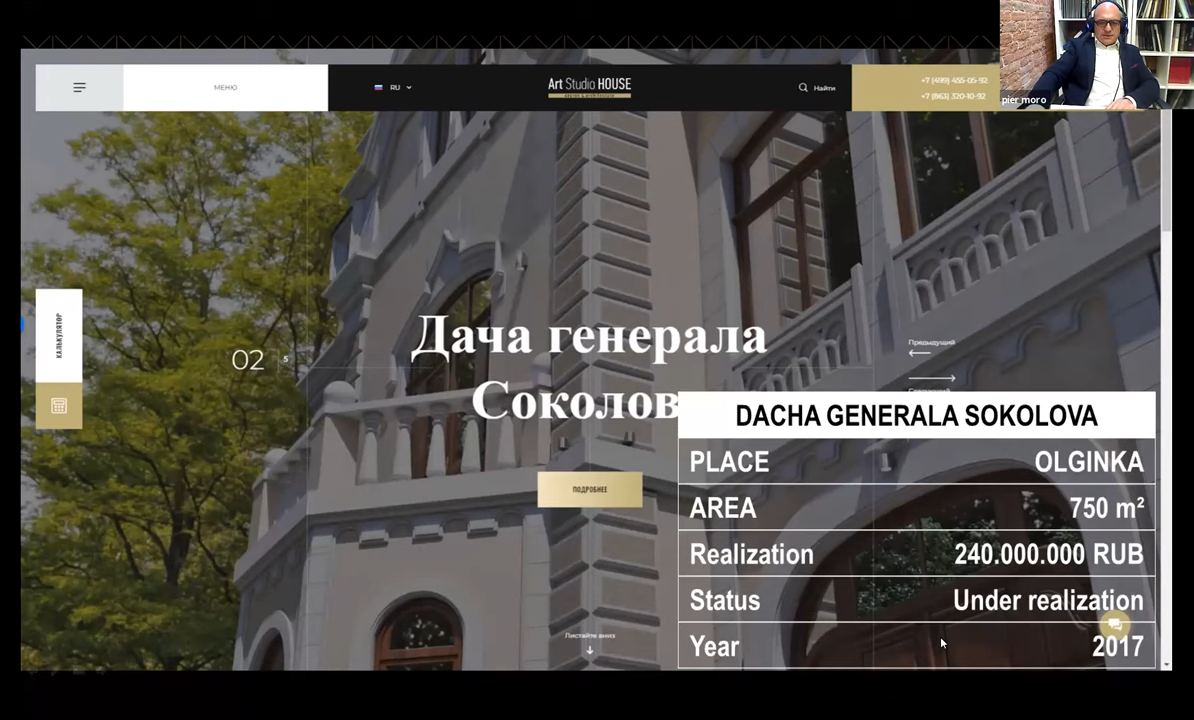 МЕНЮ
RU
Art Studio HOUSE
Найти
+7 (499) 455-05-92
+7 (863) 320-10-92
pier moro
КАЛЬКУЛЯТОР
02
5
Дача генерала
Соколов
Предыдущий
ПОДРОБНЕЕ
Листайте вниз
DACHA GENERALA SOKOLOVA
PLACE OLGINKA
AREA 750 m²
Realization 240.000.000 RUB
Status Under realization
Year 2017